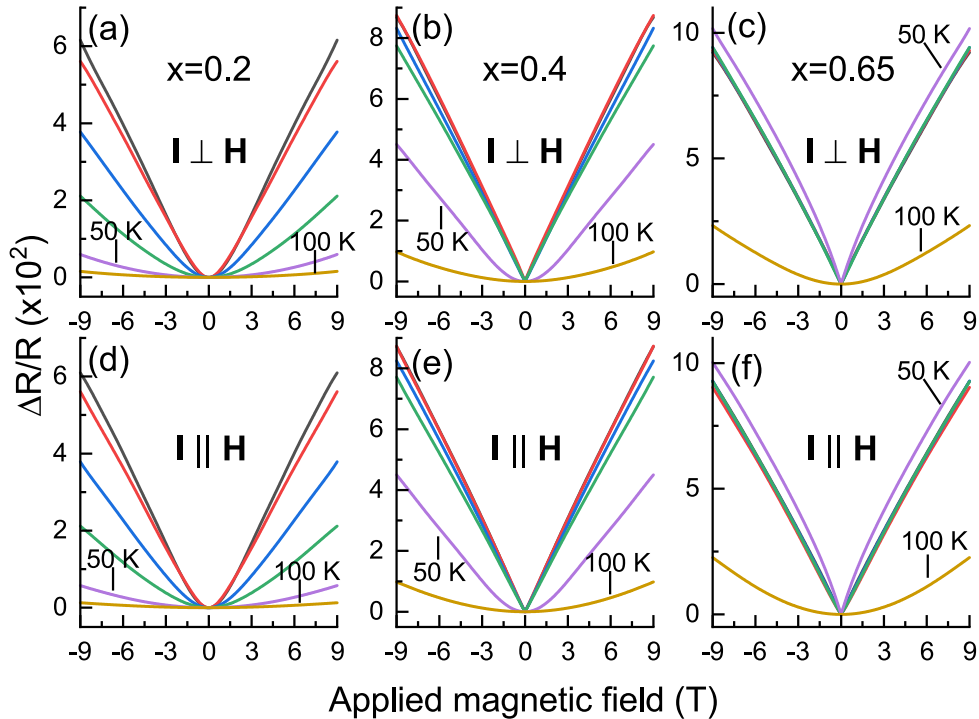 (a)
x=0.2
I ⊥ H
50 K
100 K
6
4
2
0
-9 -6 -3 0 3 6 9
(b)
x=0.4
I ⊥ H
50 K
100 K
8
6
4
2
0
-9 -6 -3 0 3 6 9
(c)
x=0.65
50 K
I ⊥ H
100 K
10
5
0
-9 -6 -3 0 3 6 9
ΔR/R (x10²)
(d)
I || H
50 K
100 K
6
4
2
0
-9 -6 -3 0 3 6 9
(e)
I || H
50 K
100 K
8
6
4
2
0
-9 -6 -3 0 3 6 9
(f)
50 K
I || H
100 K
10
5
0
-9 -6 -3 0 3 6 9
Applied magnetic field (T)